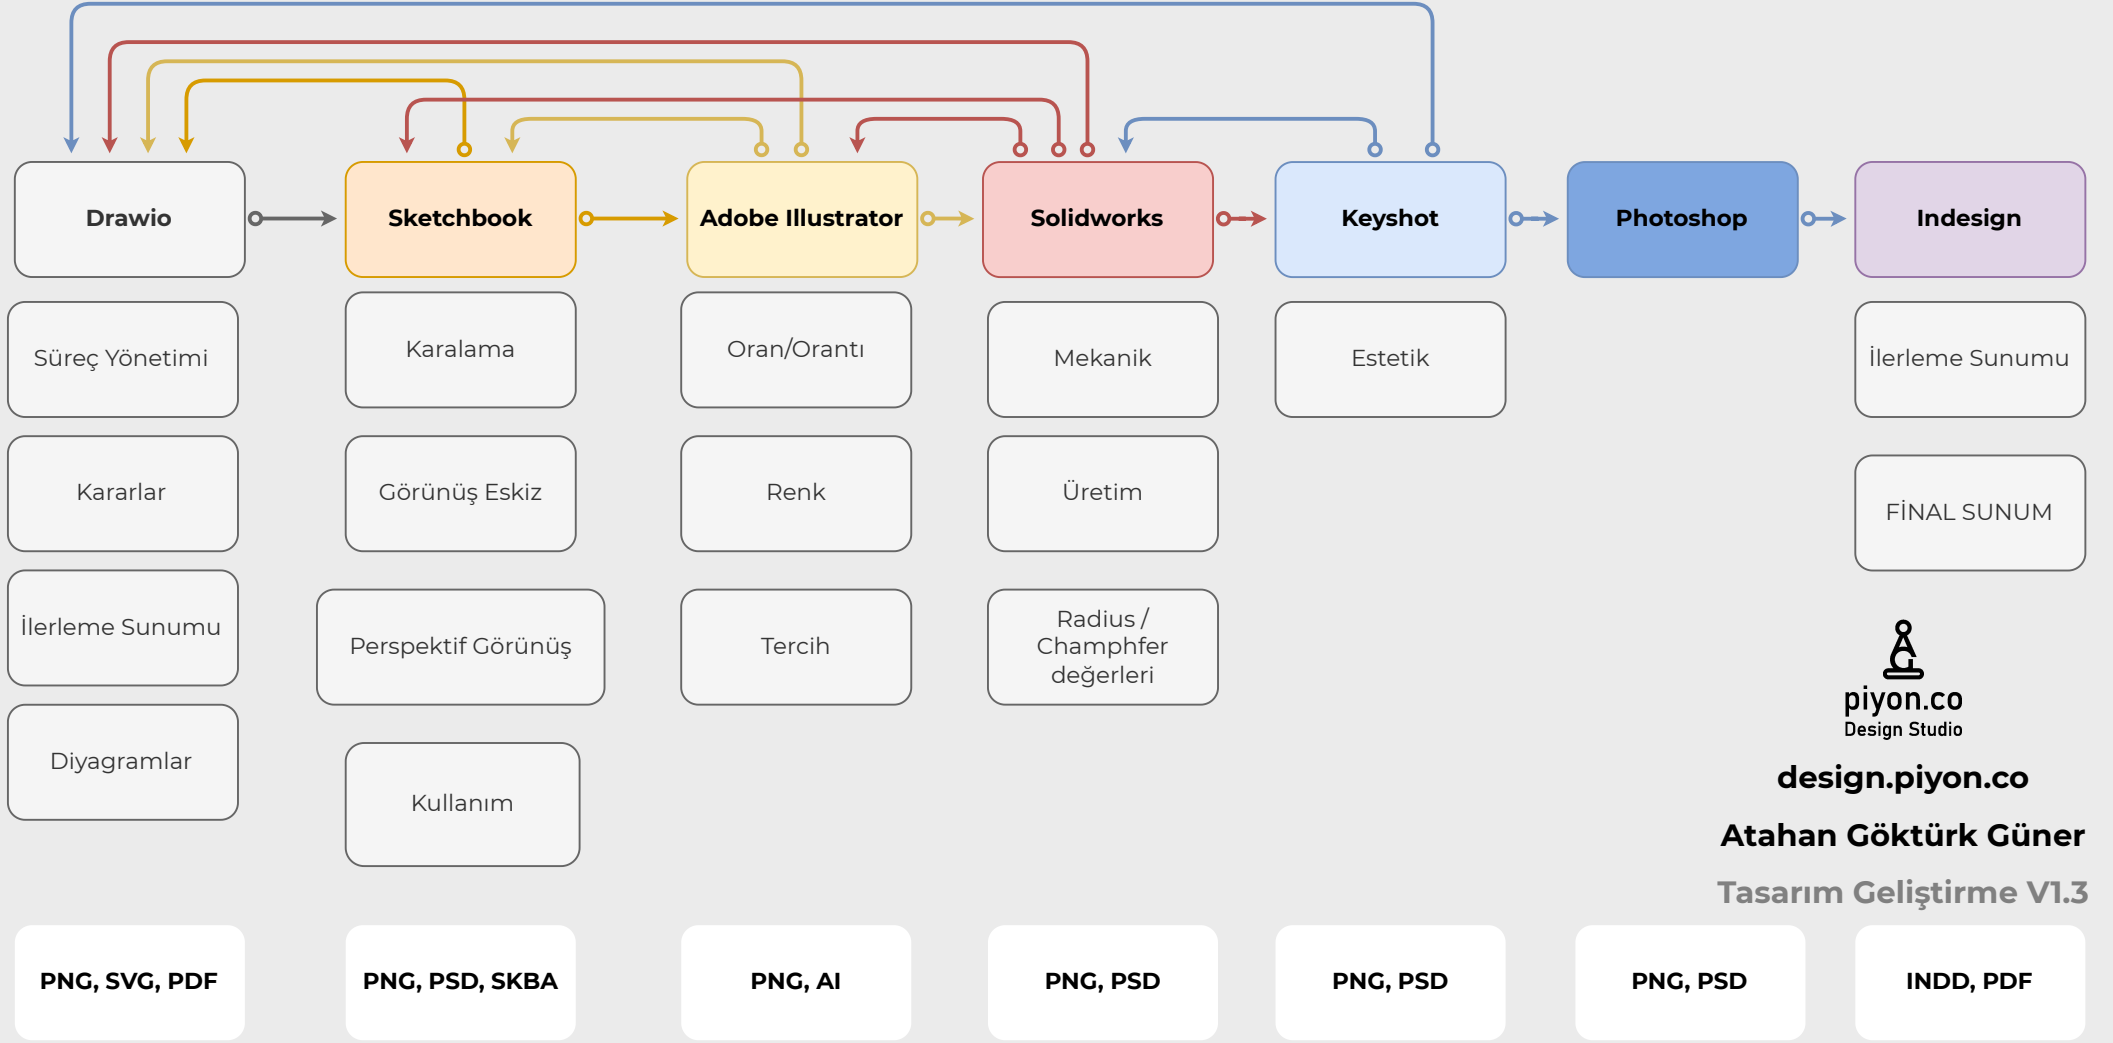 Drawio
Sketchbook
Adobe Illustrator
Solidworks
Keyshot
Photoshop
Indesign
Süreç Yönetimi
Kararlar
İlerleme Sunumu
Diyagramlar
Karalama
Görünüş Eskiz
Perspektif Görünüş
Kullanım
Oran/Orantı
Renk
Tercih
Mekanik
Üretim
Radius /
Champhfer
değerleri
Estetik
İlerleme Sunumu
FİNAL SUNUM
piyon.co
Design Studio
design.piyon.co
Atahan Göktürk Güner
Tasarım Geliştirme V1.3
PNG, SVG, PDF
PNG, PSD, SKBA
PNG, AI
PNG, PSD
PNG, PSD
PNG, PSD
INDD, PDF